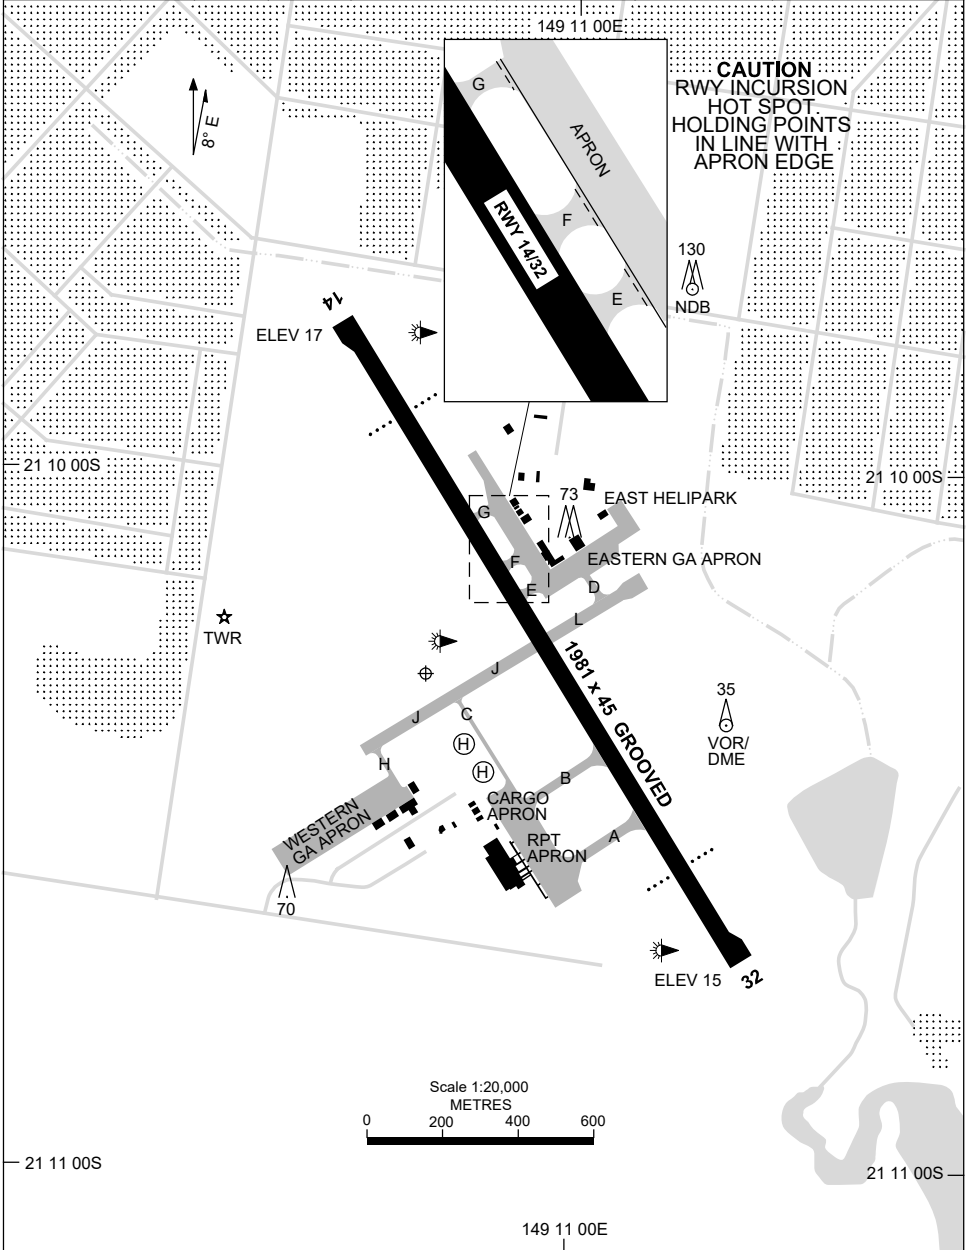 149 11 00E
CAUTION
RWY INCURSION
HOT SPOT
HOLDING POINTS
IN LINE WITH
APRON EDGE
8° E
G
APRON
F
RWY 14/32
E
130
NDB
14
ELEV 17
21 10 00S
21 10 00S
73
EAST HELIPARK
G
EASTERN GA APRON
F
E
D
L
TWR
J
1981 x 45 GROOVED
35
VOR/
DME
J
C
H
H
H
B
CARGO
APRON
WESTERN
GA APRON
RPT
APRON
A
70
ELEV 15
32
Scale 1:20,000
METRES
0 200 400 600
21 11 00S
21 11 00S
149 11 00E